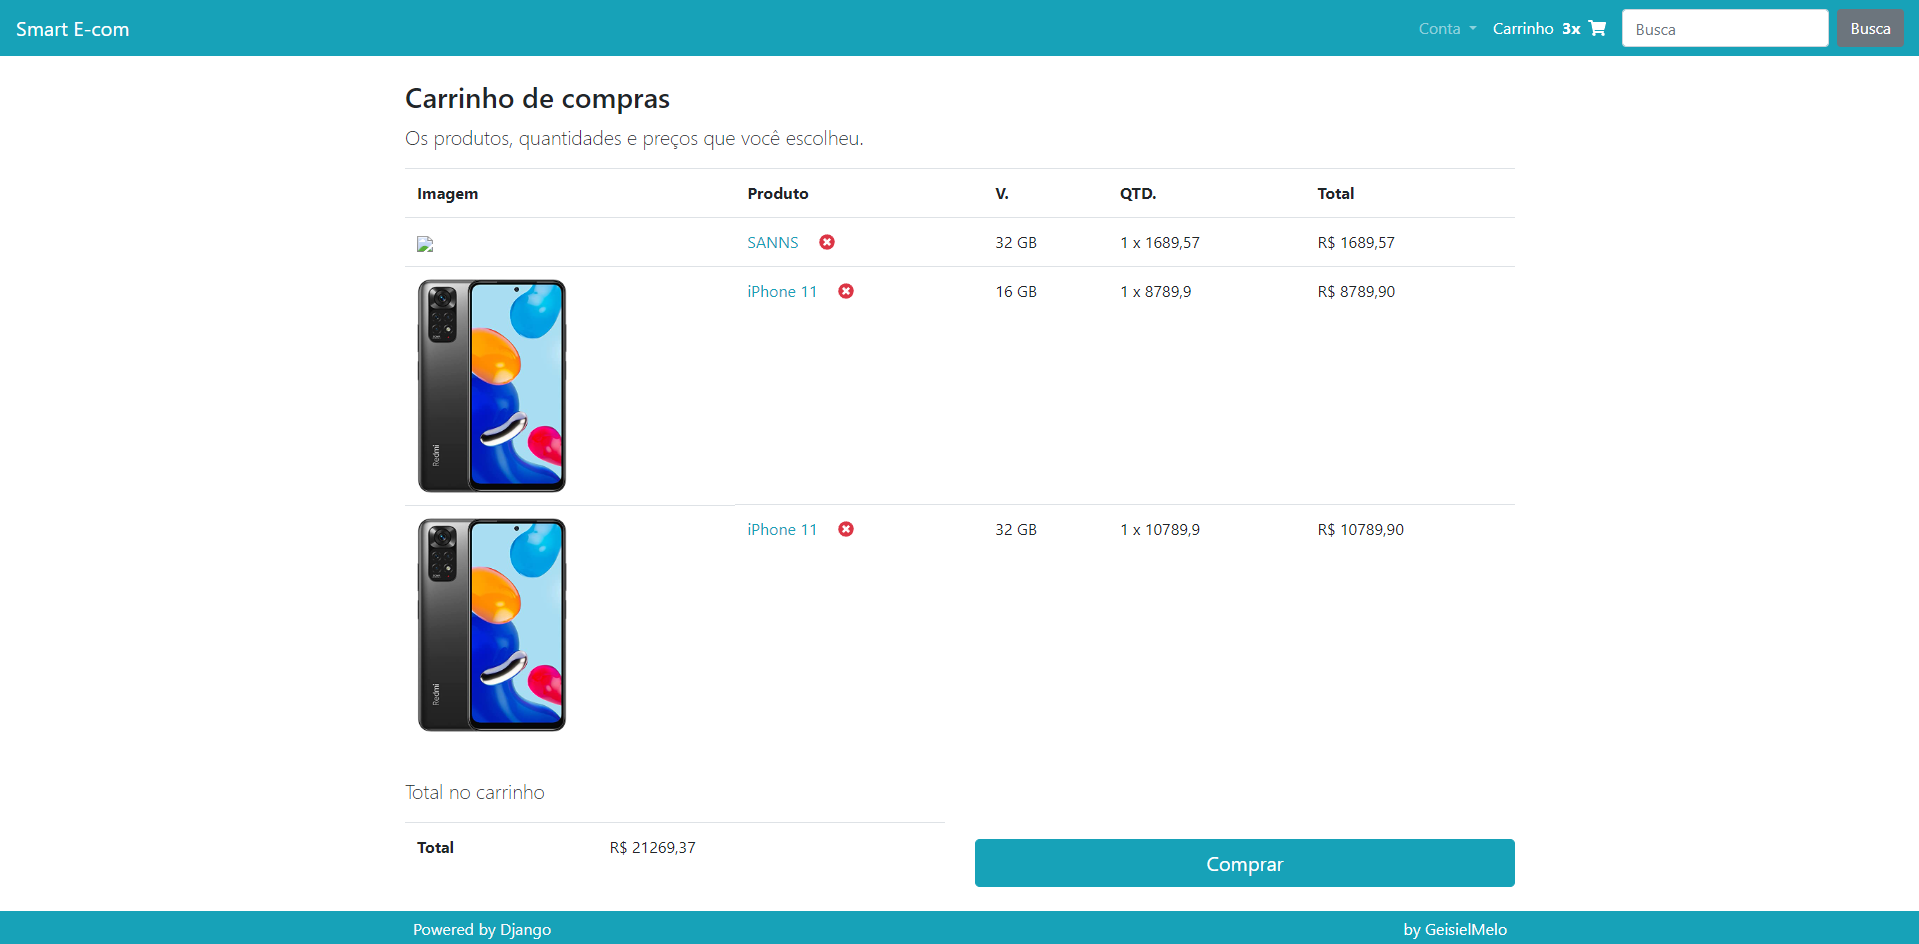 Smart E-com
Conta
Carrinho 3x
Busca
Busca
Carrinho de compras
Os produtos, quantidades e preços que você escolheu.
Imagem Produto V. QTD. Total
SANNS 32 GB 1 x 1689,57 R$ 1689,57
iPhone 11 16 GB 1 x 8789,9 R$ 8789,90
Redmi
iPhone 11 32 GB 1 x 10789,9 R$ 10789,90
Redmi
Total no carrinho
Total R$ 21269,37
Comprar
Powered by Django
by GeisielMelo